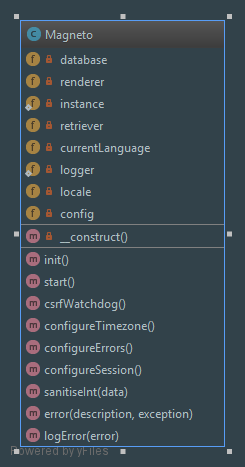 C Magneto
f database
f renderer
f instance
f retriever
f currentLanguage
f logger
f locale
f config
m __construct()
m init()
m start()
m csrfWatchdog()
m configureTimezone()
m configureErrors()
m configureSession()
m sanitiseInt(data)
m error(description, exception)
m logError(error)
Powered by yFiles